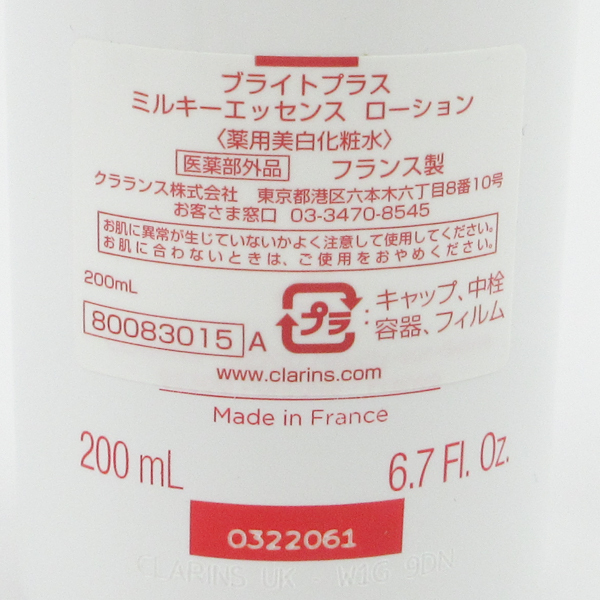 ブライトプラス
ミルキーエッセンス ローション
〈薬用美白化粧水〉
医薬部外品 フランス製
クラランス株式会社 東京都港区六本木六丁目8番10号
お客さま窓口 03-3470-8545
お肌に異常が生じていないかよく注意して使用してください。
お肌に合わないときは、ご使用をおやめください。
200mL
プラ : キャップ、中栓
容器、フィルム
80083015 A
www.clarins.com
Made in France
200 mL 6.7 Fl. Oz.
0322061
CLARINS UK W1G 9DN